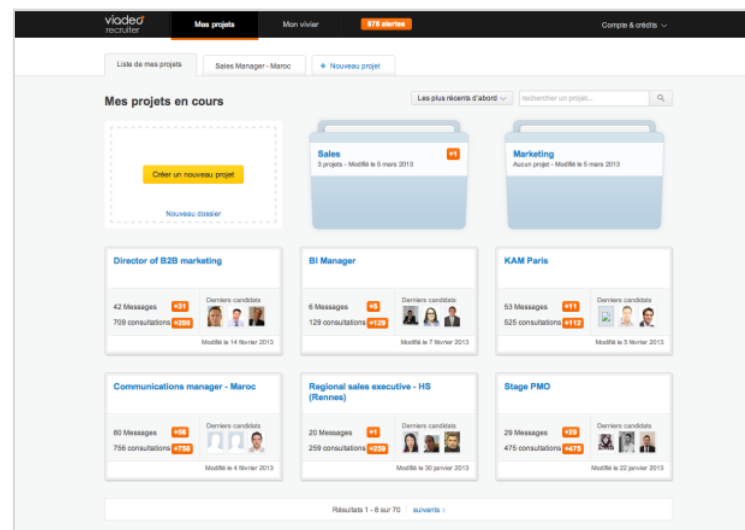 viadeo
recruiter
Mes projets
Mon vivier
878 alertes
Compte & crédits
Liste de mes projets
Sales Manager - Maroc
+ Nouveau projet
Mes projets en cours
Les plus récents d'abord
rechercher un projet...
Créer un nouveau projet
Nouveau dossier
Sales
+1
3 projets - Modifié le 5 mars 2013
Marketing
Aucun projet - Modifié le 5 mars 2013
Director of B2B marketing
42 Messages +31
709 consultations
Derniers candidats
Modifié le 14 février 2013
BI Manager
6 Messages +5
129 consultations +129
Derniers candidats
Modifié le 7 février 2013
KAM Paris
53 Messages +11
525 consultations +112
Derniers candidats
Modifié le 5 février 2013
Communications manager - Maroc
80 Messages +56
756 consultations +756
Derniers candidats
Modifié le 4 février 2013
Regional sales executive - HS
(Rennes)
20 Messages +1
259 consultations +259
Derniers candidats
Modifié le 30 janvier 2013
Stage PMO
29 Messages +29
475 consultations +475
Derniers candidats
Modifié le 22 janvier 2013
Résultats 1 - 8 sur 70 suivants ›